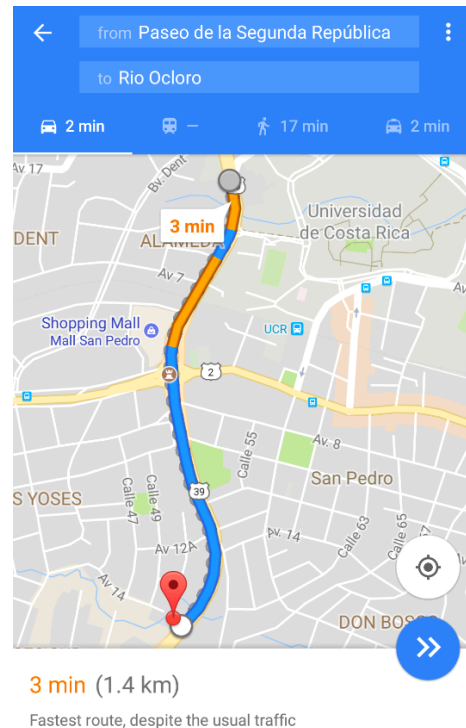 from Paseo de la Segunda República
to Rio Ocloro
2 min
–
17 min
2 min
Av 17
Bv. Dent
3 min
Universidad
de Costa Rica
DENT
ALAMEDA
Av 7
Shopping Mall
Mall San Pedro
UCR
2
Calle 55
Av. 8
San Pedro
S YOSES
Calle 47
Calle 49
39
Av. 14
Calle 63
Calle 65
67
Av 12A
Av 14
DON BOSCO
3 min (1.4 km)
Fastest route, despite the usual traffic